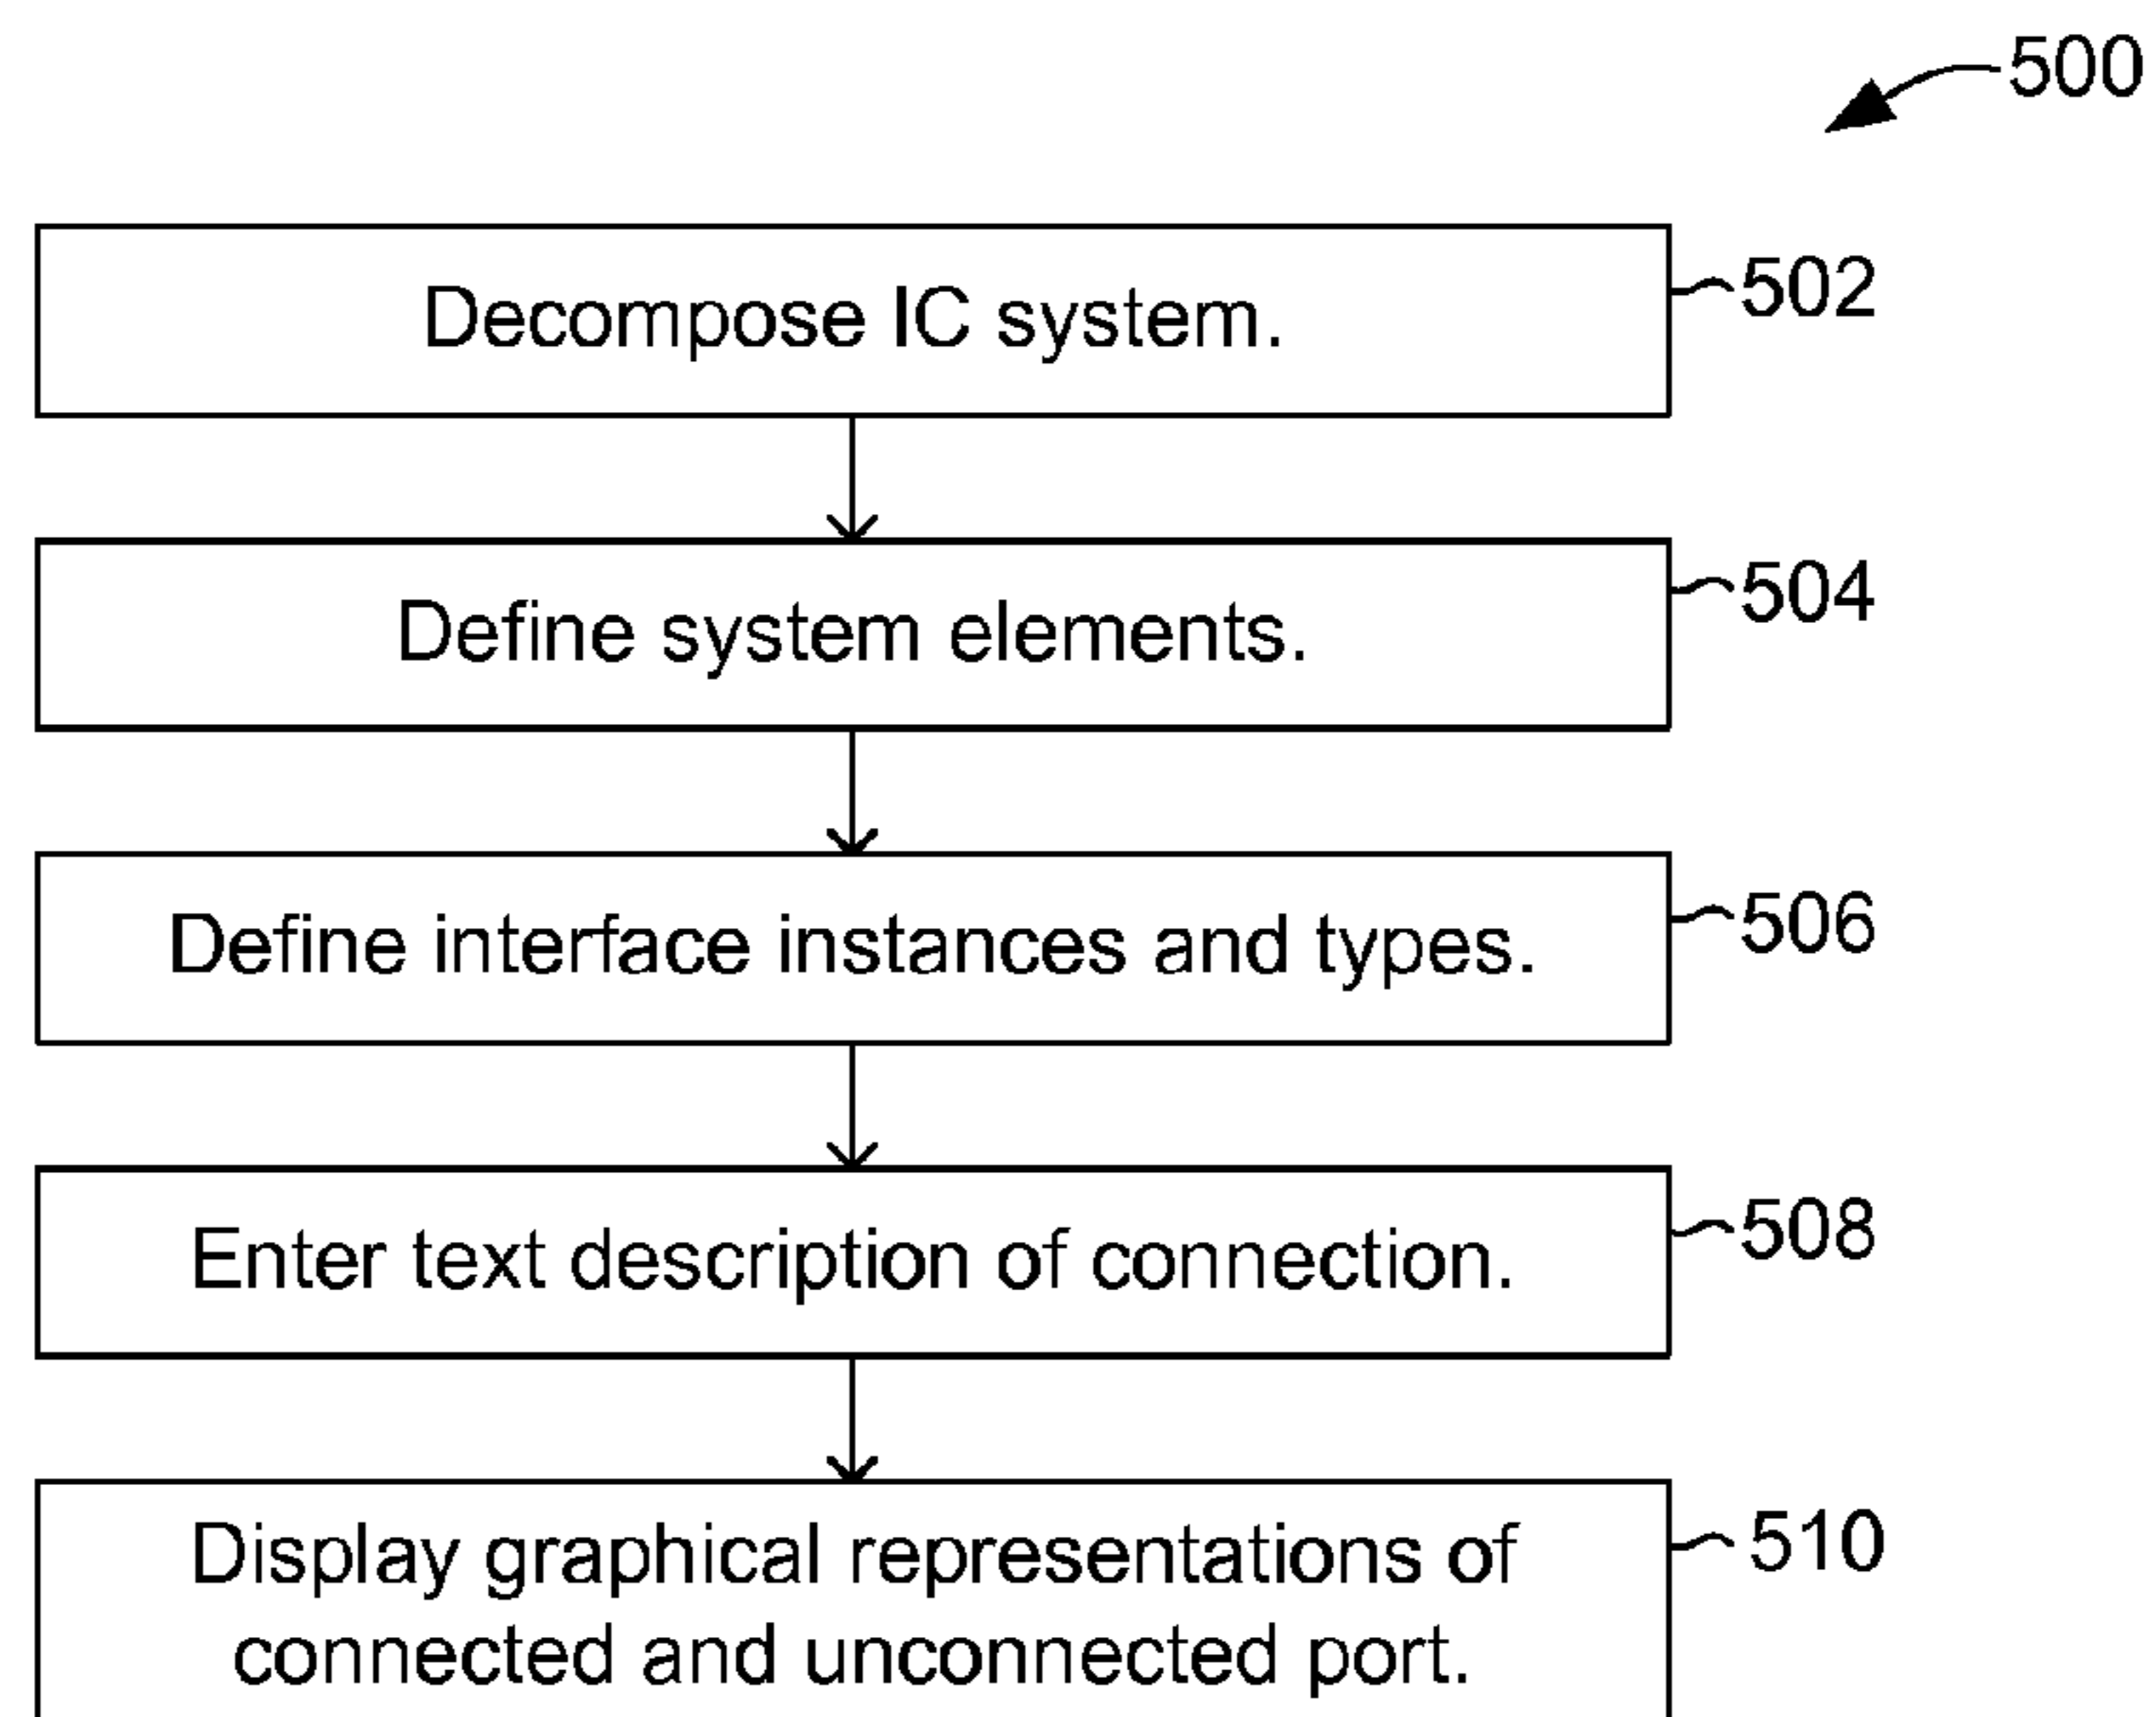 500
Decompose IC system.
502
Define system elements.
504
Define interface instances and types.
506
Enter text description of connection.
508
Display graphical representations of
connected and unconnected port.
510